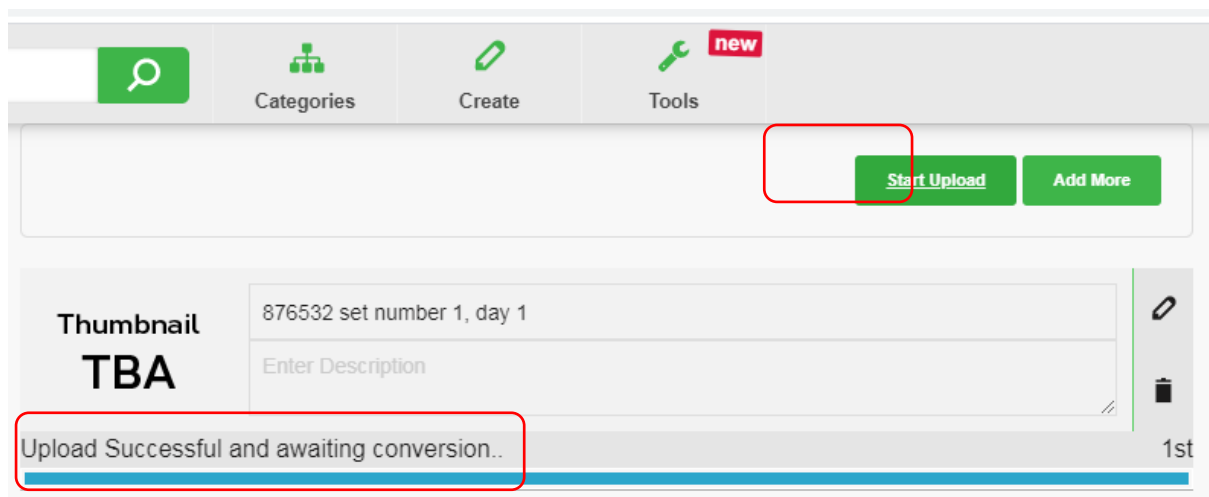 new
Categories
Create
Tools
Start Upload
Add More
Thumbnail
TBA
876532 set number 1, day 1
Enter Description
Upload Successful and awaiting conversion..
1st